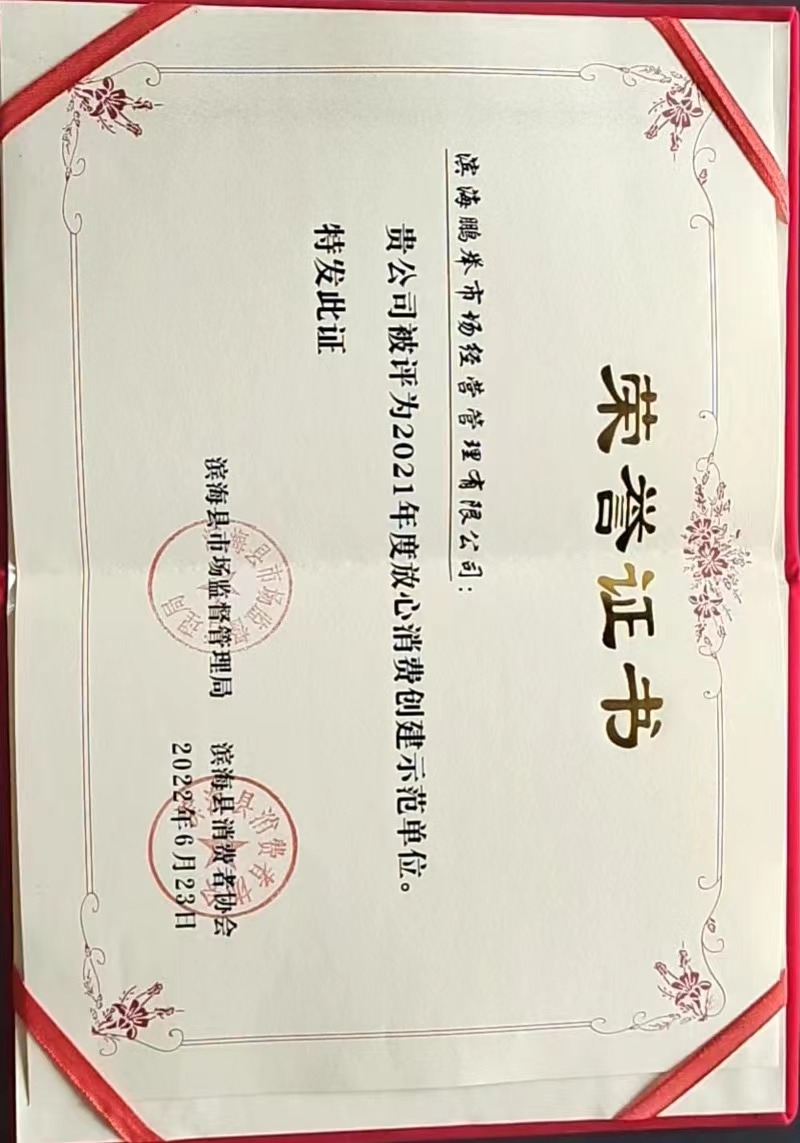 荣誉证书
滨海鹏举市场经营管理有限公司：
贵公司被评为2021年度放心消费创建示范单位。
特发此证
滨海县市场监督管理局 滨海县消费者协会
2022年6月23日